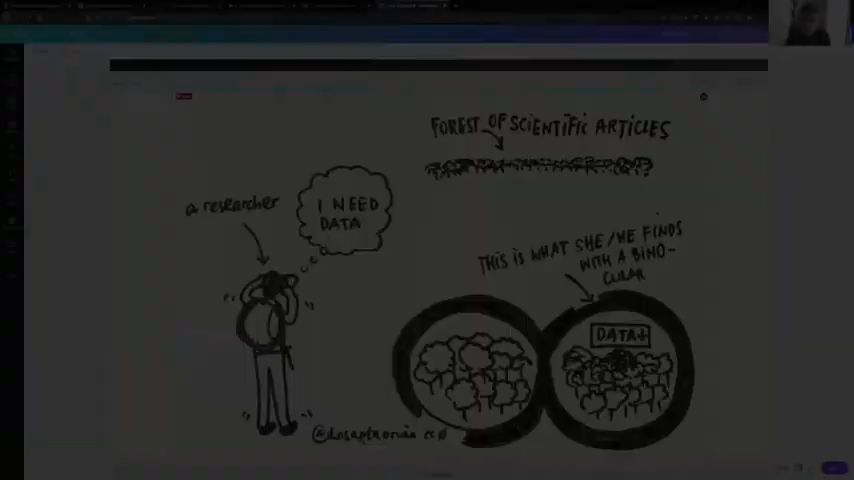 FOREST OF SCIENTIFIC ARTICLES
a researcher
I NEED
DATA
THIS IS WHAT SHE/HE FINDS
WITH A BINO-
CULAR
DATA